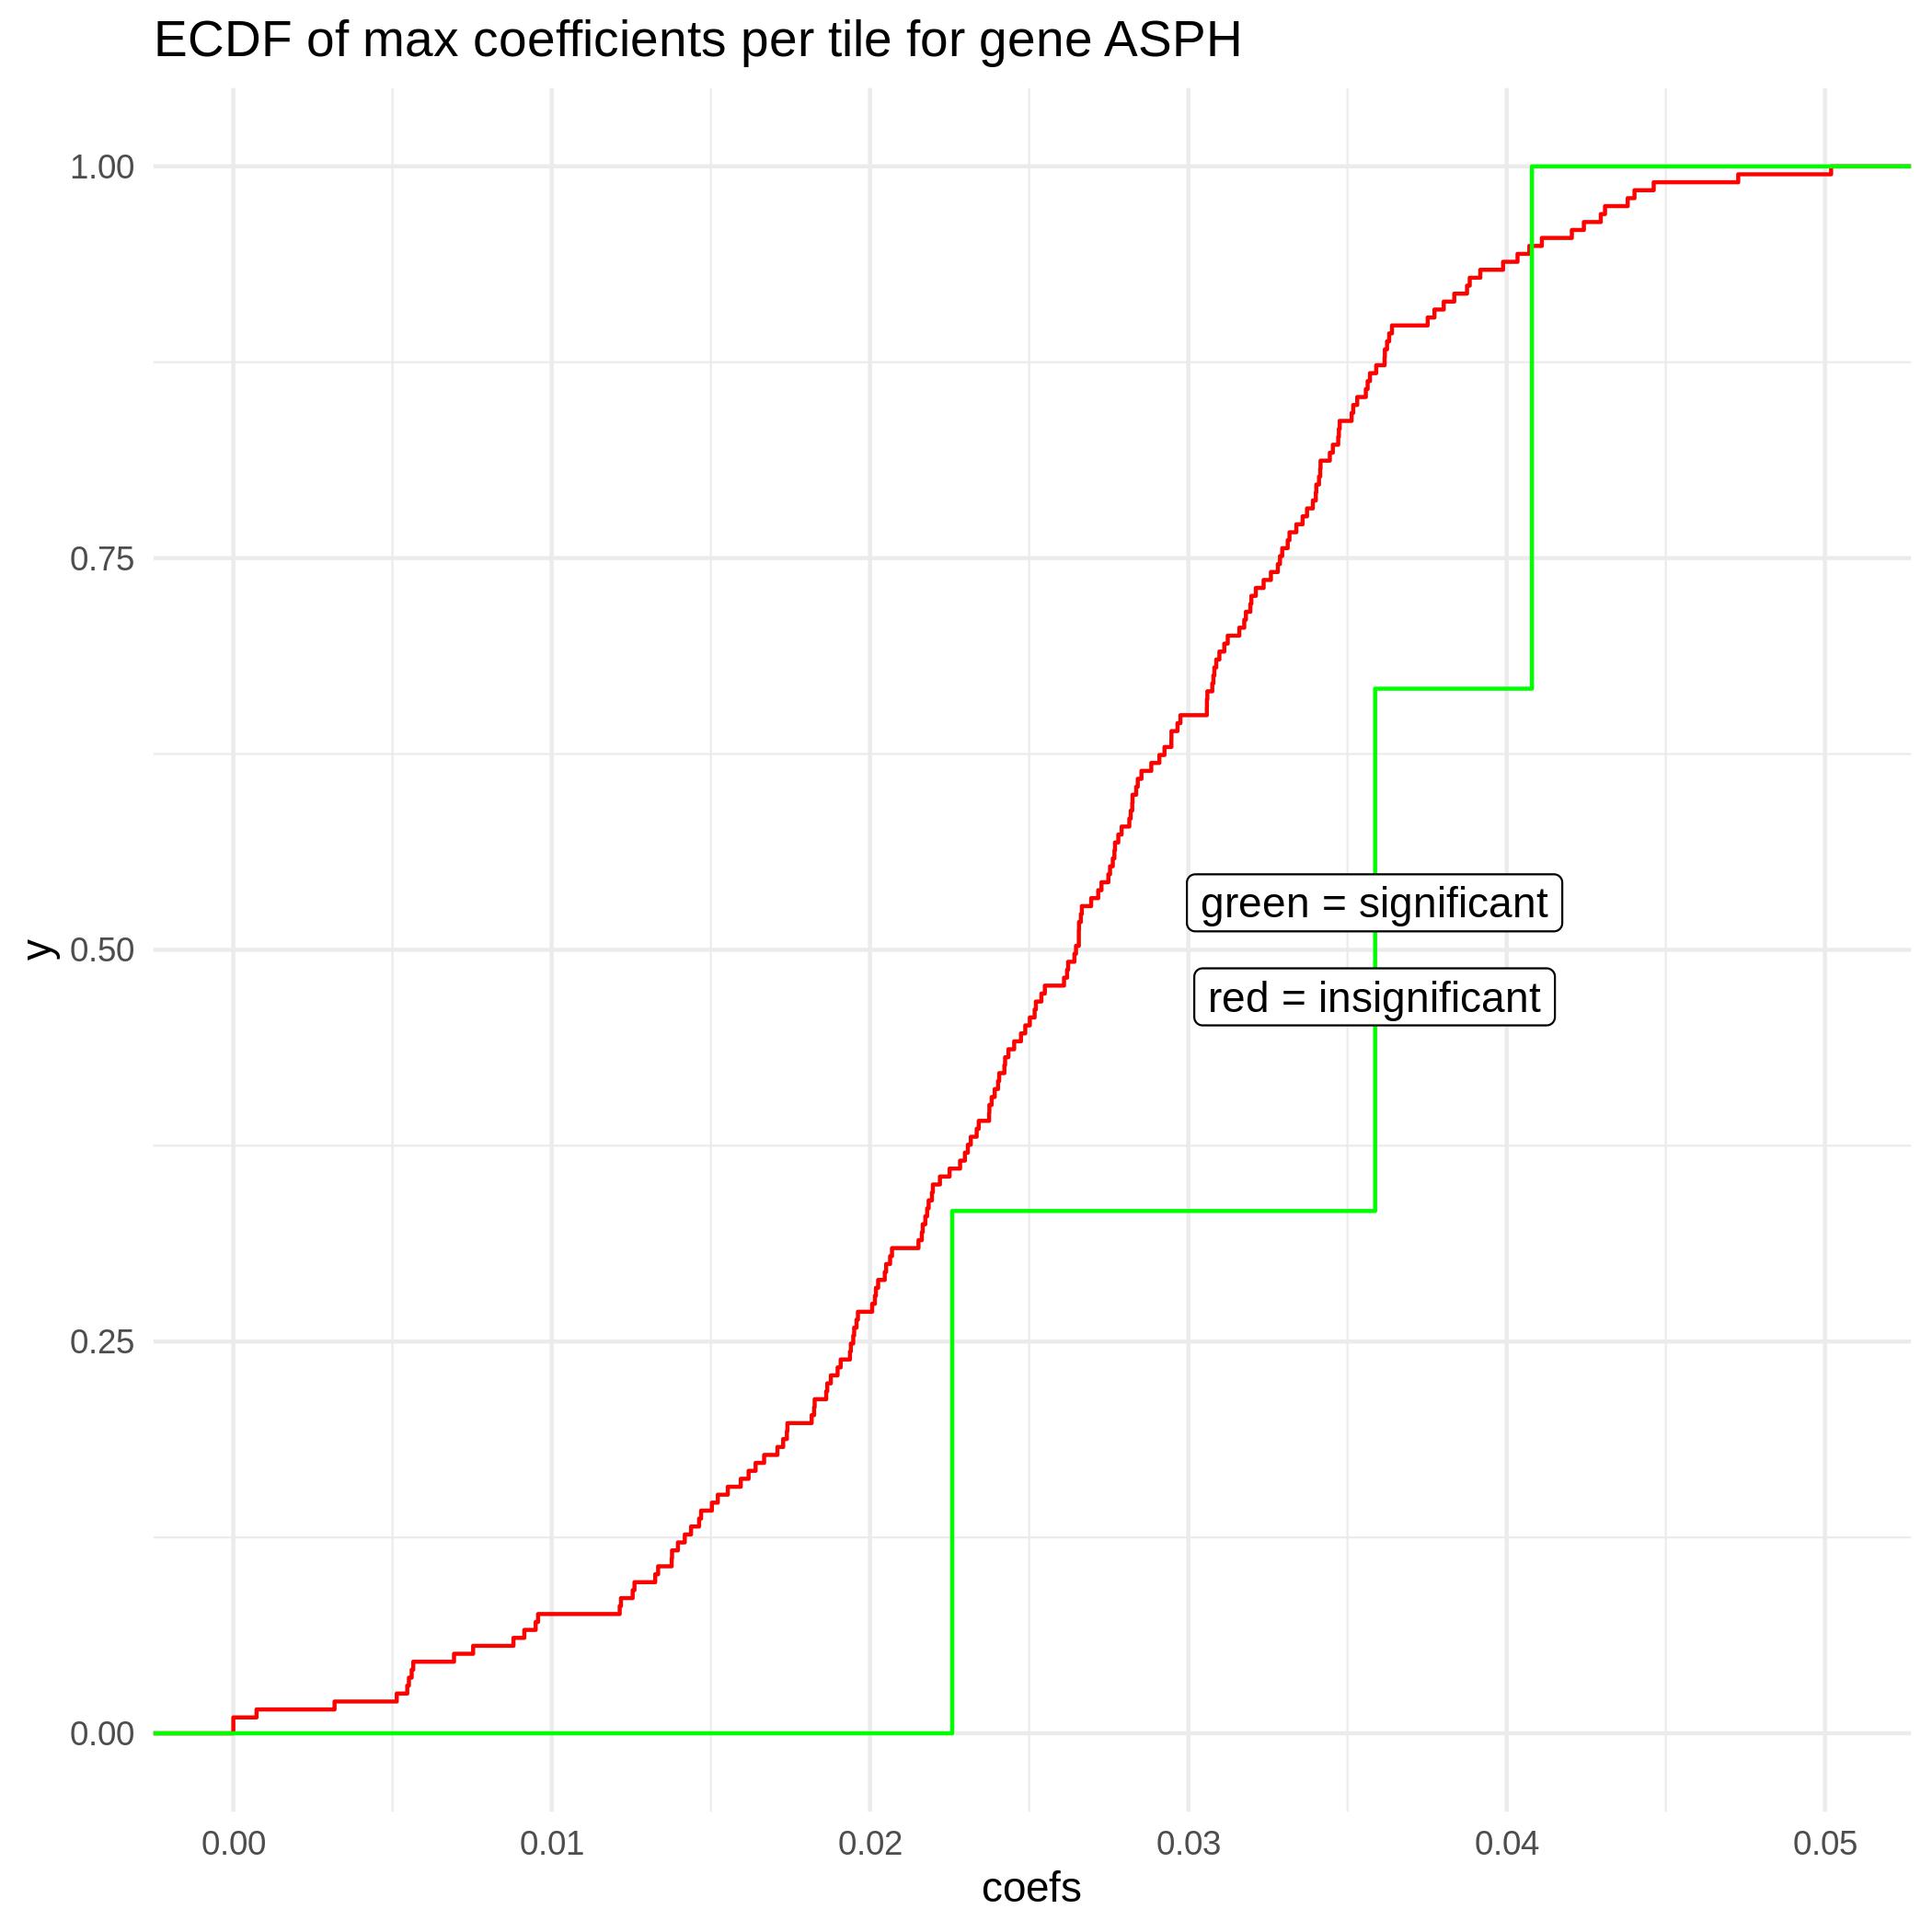 ECDF of max coefficients per tile for gene ASPH
1.00
0.75
0.50
0.25
0.00
y
green = significant
red = insignificant
0.00 0.01 0.02 0.03 0.04 0.05
coefs